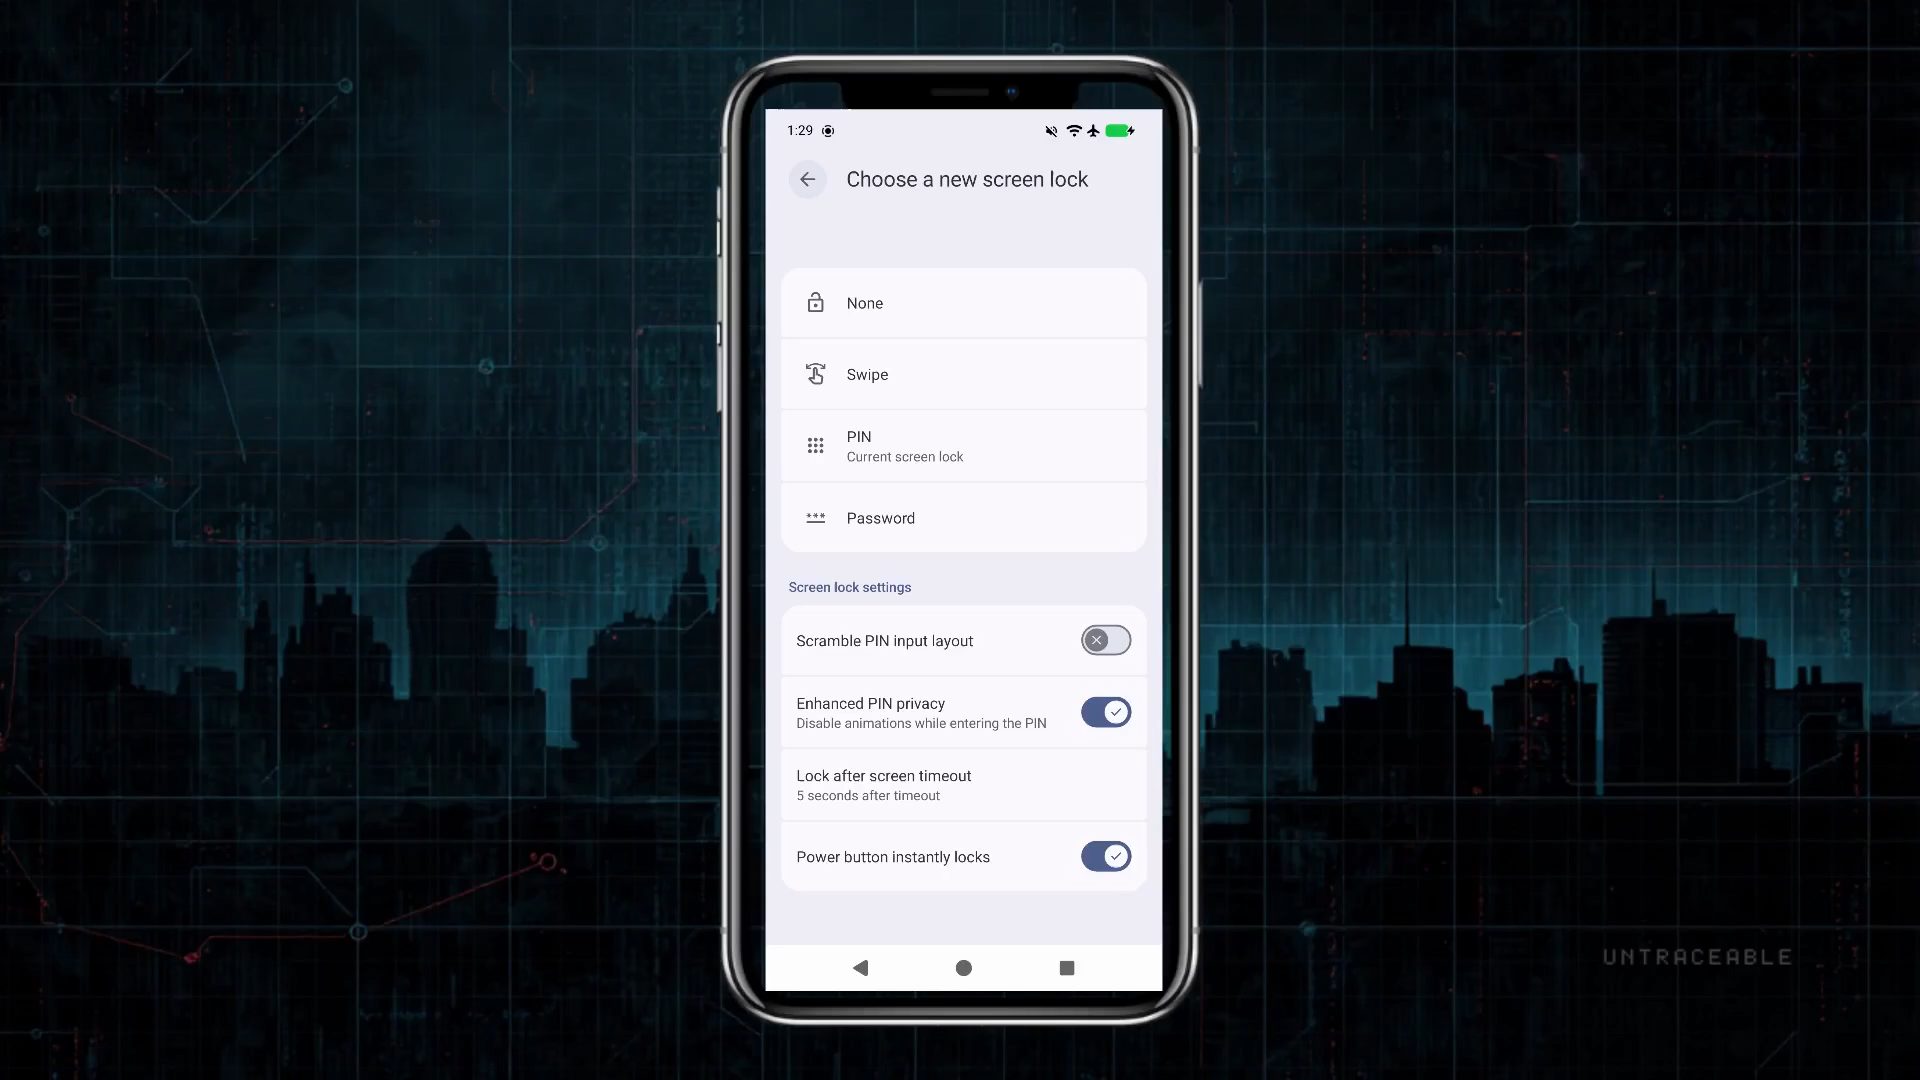 1:29
Choose a new screen lock
None
Swipe
PIN
Current screen lock
Password
Screen lock settings
Scramble PIN input layout
Enhanced PIN privacy
Disable animations while entering the PIN
Lock after screen timeout
5 seconds after timeout
Power button instantly locks
UNTRACEABLE